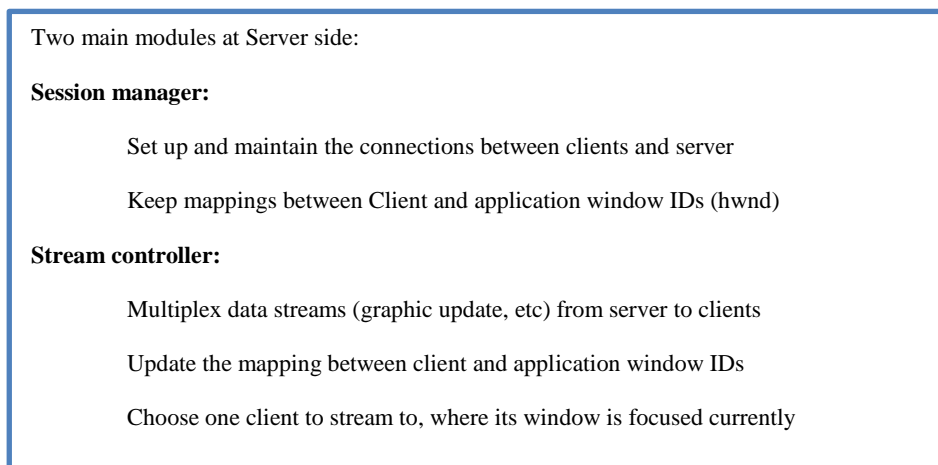 Two main modules at Server side:
Session manager:
Set up and maintain the connections between clients and server
Keep mappings between Client and application window IDs (hwnd)
Stream controller:
Multiplex data streams (graphic update, etc) from server to clients
Update the mapping between client and application window IDs
Choose one client to stream to, where its window is focused currently